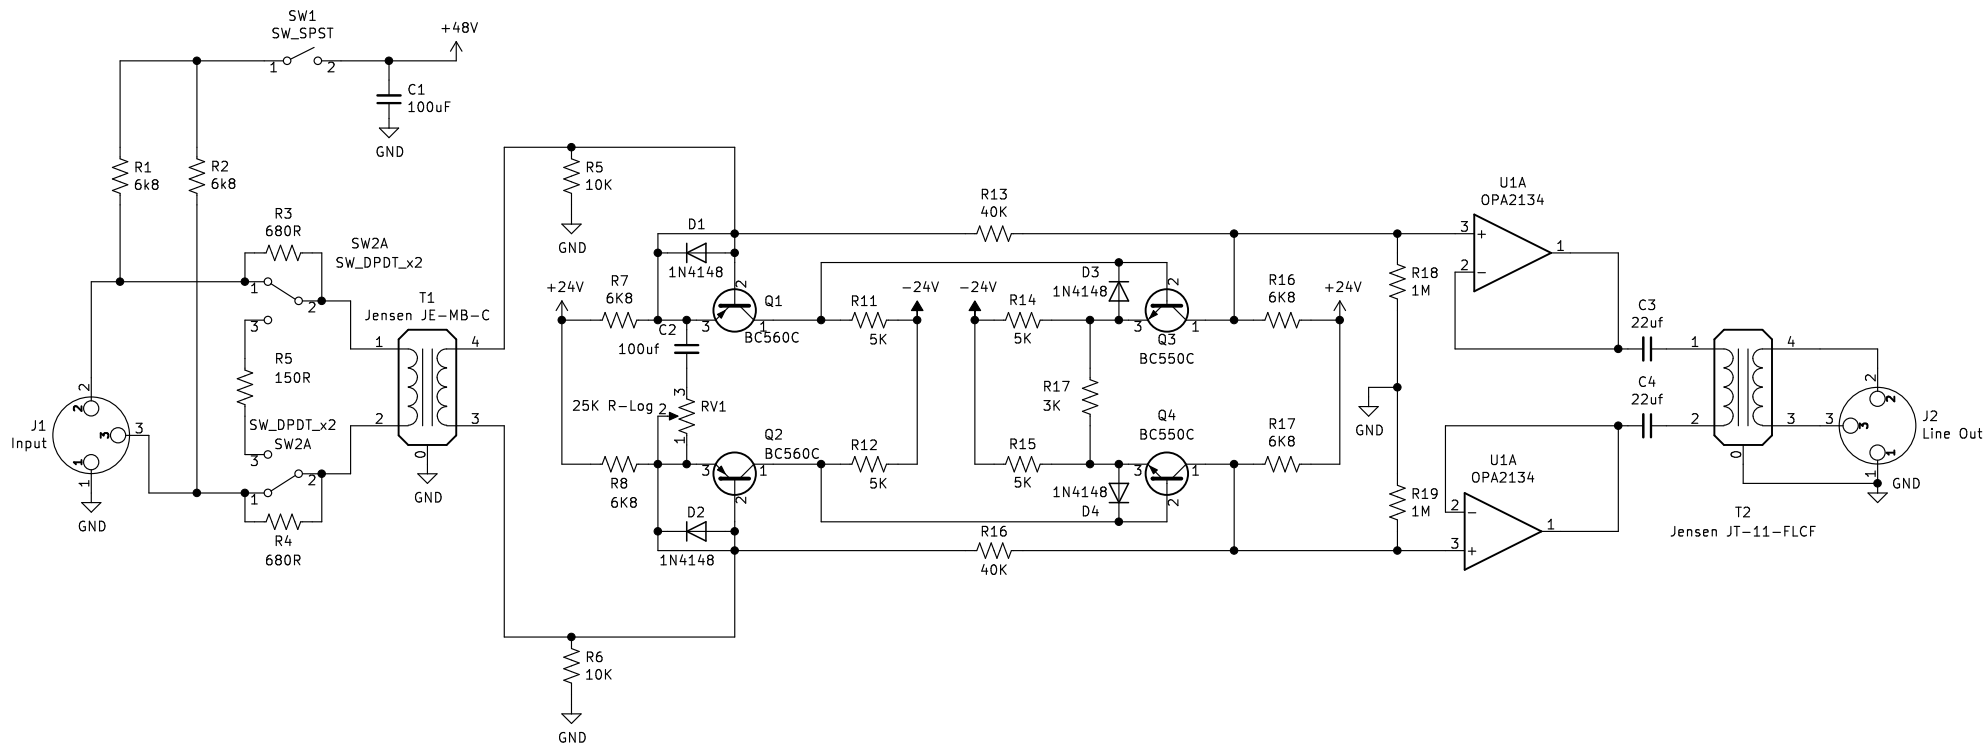 SW1
SW_SPST
1
2
+48V
C1
100uF
GND
R1
6k8
R2
6k8
R3
680R
SW2A
SW_DPDT_x2
1
2
3
R5
150R
SW_DPDT_x2
SW2A
3
2
1
R4
680R
J1
Input
2
2
3
3
1
1
GND
T1
Jensen JE-MB-C
1
4
2
3
0
GND
R5
10K
GND
R6
10K
GND
D1
1N4148
+24V
R7
6K8
2
Q1
3
1
BC560C
C2
100uf
25K R-Log
2
3
RV1
1
R8
6K8
Q2
BC560C
3
1
2
D2
1N4148
R11
5K
-24V
R12
5K
R13
40K
R16
40K
-24V
R14
5K
D3
1N4148
2
3
1
Q3
BC550C
R16
6K8
+24V
R17
3K
Q4
BC550C
R15
5K
3
1
2
1N4148
D4
R17
6K8
GND
R18
1M
R19
1M
U1A
OPA2134
3
+
2
-
1
U1A
OPA2134
2
-
3
+
1
C3
22uf
C4
22uf
1
4
2
3
0
T2
Jensen JT-11-FLCF
2
2
3
3
1
1
J2
Line Out
GND